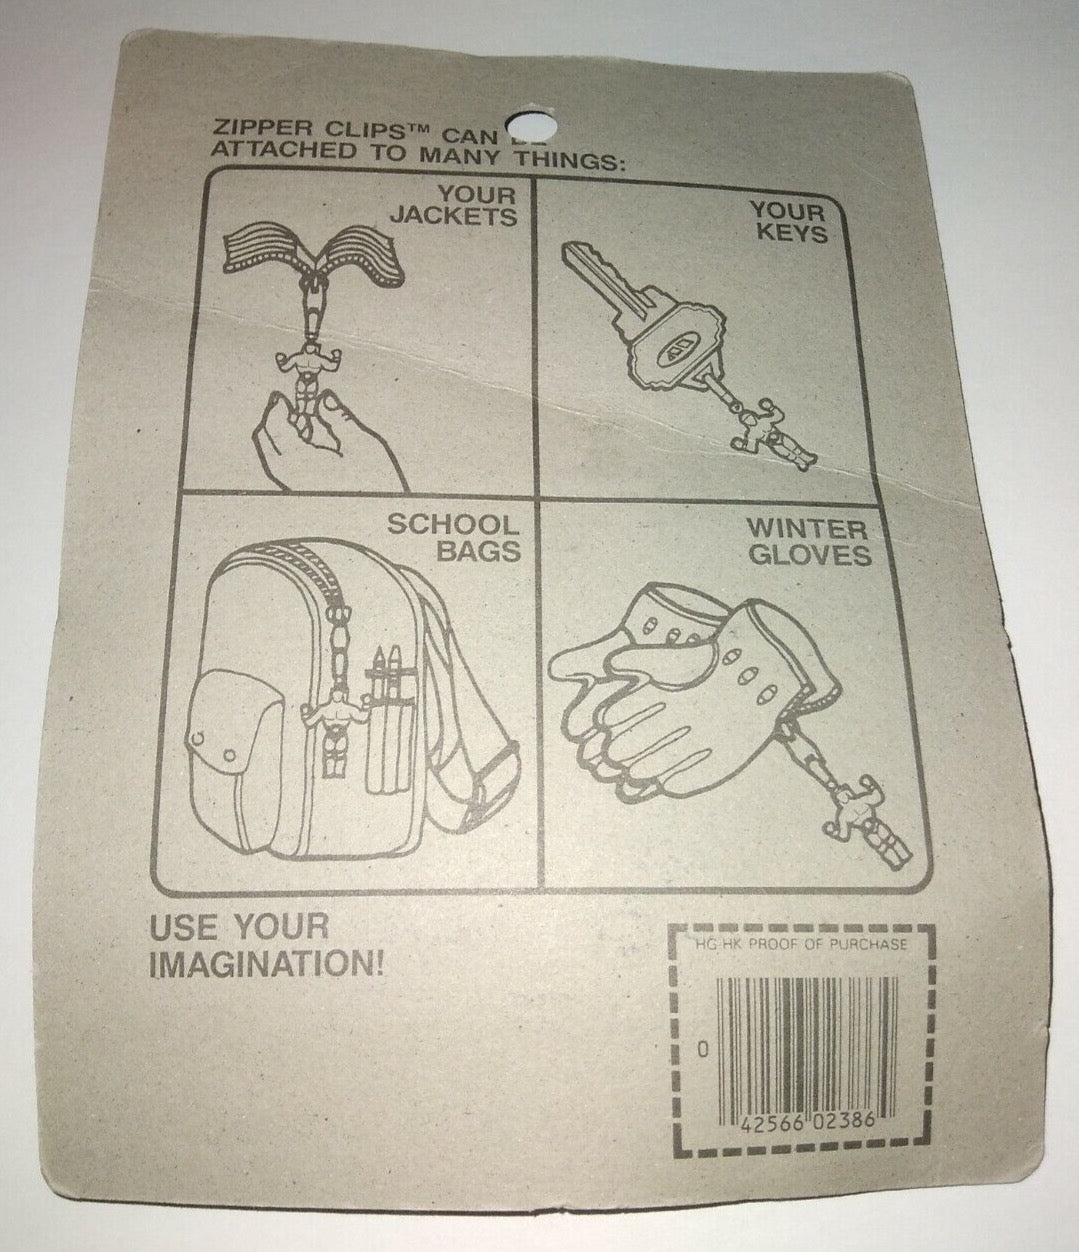 ZIPPER CLIPS™ CAN
ATTACHED TO MANY THINGS:
YOUR
JACKETS
YOUR
KEYS
SCHOOL
BAGS
WINTER
GLOVES
USE YOUR
IMAGINATION!
HG HK PROOF OF PURCHASE
0
42566 02386